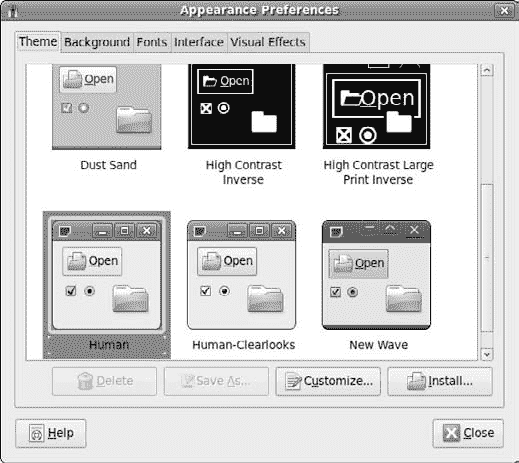 Appearance Preferences
Theme Background Fonts Interface Visual Effects
Open Open Open
Dust Sand High Contrast Inverse High Contrast Large Print Inverse
Open Open Open
Human Human-Clearlooks New Wave
Delete Save As... Customize... Install...
Help Close